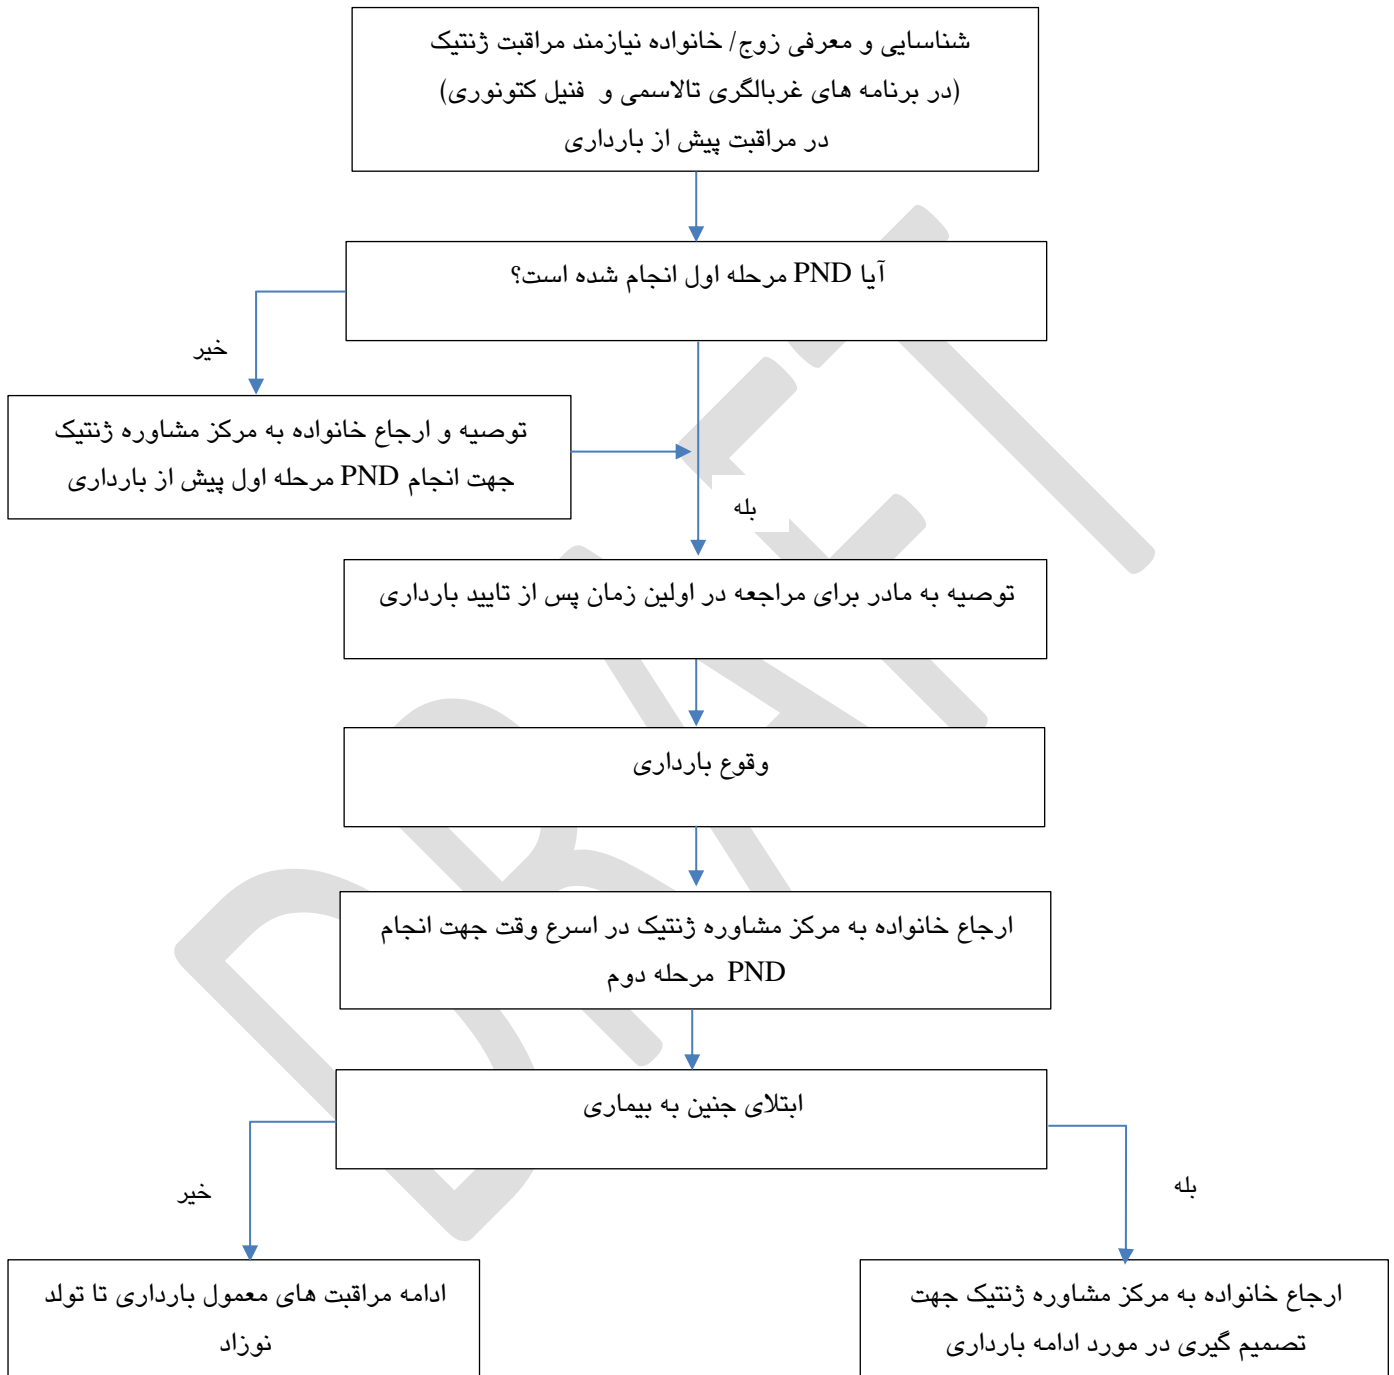 شناسایی و معرفی زوج/ خانواده نیازمند مراقبت ژنتیک
(در برنامه های غربالگری تالاسمی و فنیل کتونوری)
در مراقبت پیش از بارداری
آیا PND مرحله اول انجام شده است؟
خیر
توصیه و ارجاع خانواده به مرکز مشاوره ژنتیک
جهت انجام PND مرحله اول پیش از بارداری
بله
توصیه به مادر برای مراجعه در اولین زمان پس از تایید بارداری
وقوع بارداری
ارجاع خانواده به مرکز مشاوره ژنتیک در اسرع وقت جهت انجام
PND مرحله دوم
ابتلای جنین به بیماری
بله
خیر
ارجاع خانواده به مرکز مشاوره ژنتیک جهت
تصمیم گیری در مورد ادامه بارداری
ادامه مراقبت های معمول بارداری تا تولد
نوزاد
DRAFT